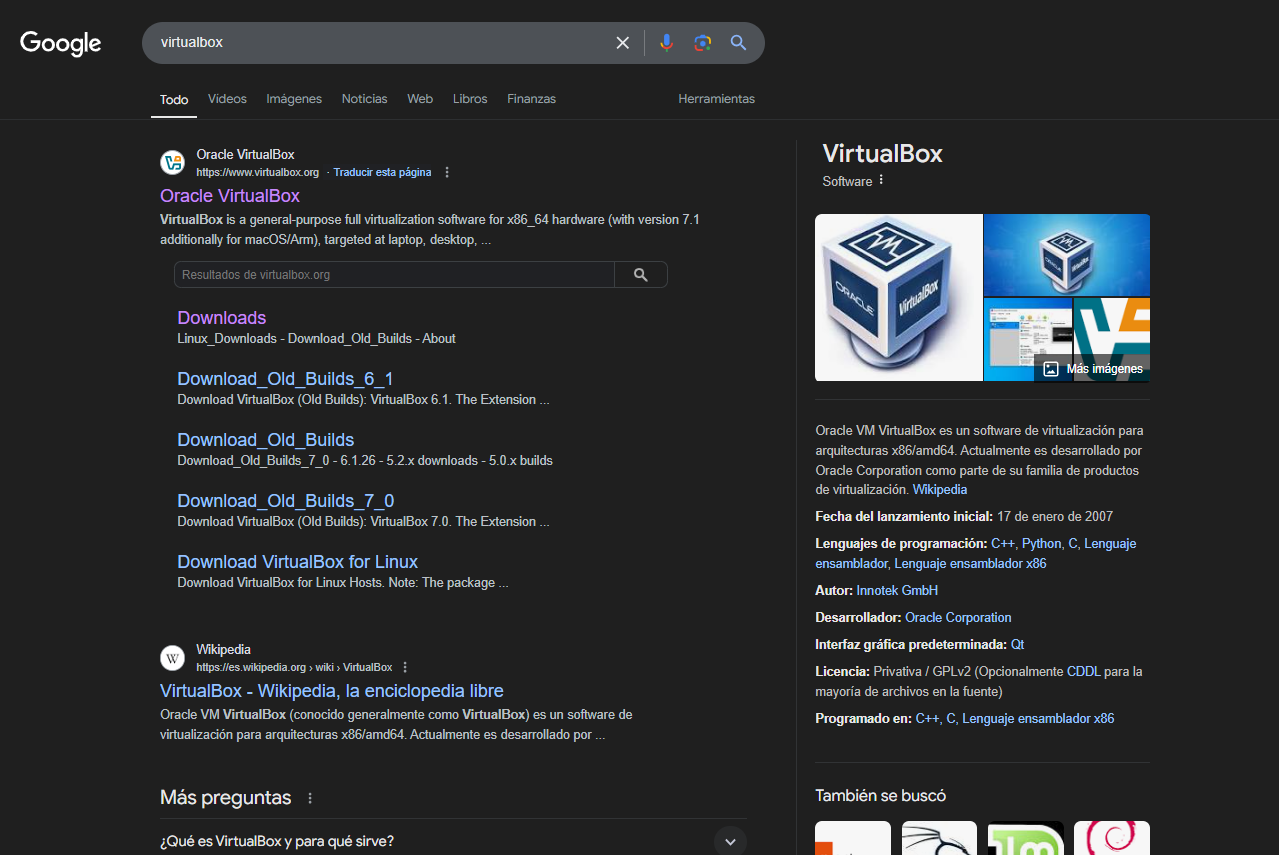 Google
virtualbox
Todo
Vídeos
Imágenes
Noticias
Web
Libros
Finanzas
Herramientas
Oracle VirtualBox
https://www.virtualbox.org · Traducir esta página
Oracle VirtualBox
VirtualBox is a general-purpose full virtualization software for x86_64 hardware (with version 7.1
additionally for macOS/Arm), targeted at laptop, desktop, ...
Resultados de virtualbox.org
Downloads
Linux_Downloads - Download_Old_Builds - About
Download_Old_Builds_6_1
Download VirtualBox (Old Builds): VirtualBox 6.1. The Extension ...
Download_Old_Builds
Download_Old_Builds_7_0 - 6.1.26 - 5.2.x downloads - 5.0.x builds
Download_Old_Builds_7_0
Download VirtualBox (Old Builds): VirtualBox 7.0. The Extension ...
Download VirtualBox for Linux
Download VirtualBox for Linux Hosts. Note: The package ...
W
Wikipedia
https://es.wikipedia.org › wiki › VirtualBox
VirtualBox - Wikipedia, la enciclopedia libre
Oracle VM VirtualBox (conocido generalmente como VirtualBox) es un software de
virtualización para arquitecturas x86/amd64. Actualmente es desarrollado por ...
Más preguntas
¿Qué es VirtualBox y para qué sirve?
VirtualBox
Software
ORACLE
VirtualBox
ORACLE
VirtualBox
Más imágenes
Oracle VM VirtualBox es un software de virtualización para
arquitecturas x86/amd64. Actualmente es desarrollado por
Oracle Corporation como parte de su familia de productos
de virtualización. Wikipedia
Fecha del lanzamiento inicial: 17 de enero de 2007
Lenguajes de programación: C++, Python, C, Lenguaje
ensamblador, Lenguaje ensamblador x86
Autor: Innotek GmbH
Desarrollador: Oracle Corporation
Interfaz gráfica predeterminada: Qt
Licencia: Privativa / GPLv2 (Opcionalmente CDDL para la
mayoría de archivos en la fuente)
Programado en: C++, C, Lenguaje ensamblador x86
También se buscó